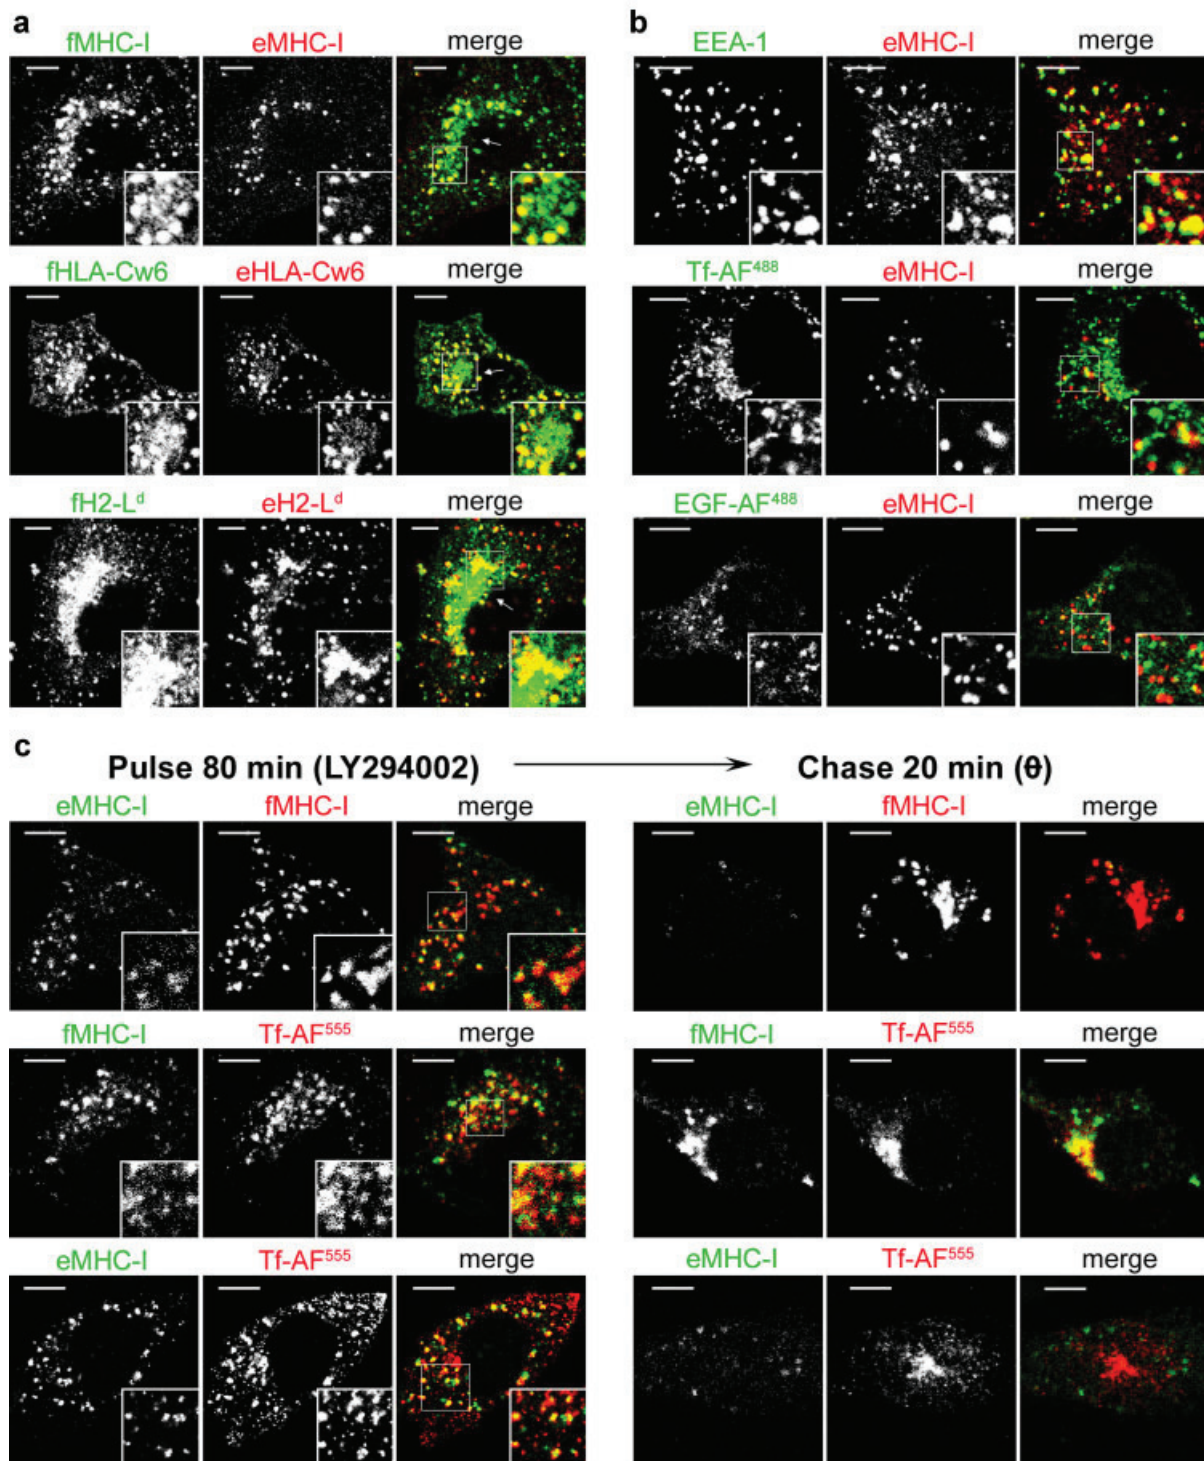 a
fMHC-I eMHC-I merge
fHLA-Cw6 eHLA-Cw6 merge
fH2-Lᵈ eH2-Lᵈ merge
b
EEA-1 eMHC-I merge
Tf-AF⁴⁸⁸ eMHC-I merge
EGF-AF⁴⁸⁸ eMHC-I merge
c
Pulse 80 min (LY294002) Chase 20 min (θ)
eMHC-I fMHC-I merge eMHC-I fMHC-I merge
fMHC-I Tf-AF⁵⁵⁵ merge fMHC-I Tf-AF⁵⁵⁵ merge
eMHC-I Tf-AF⁵⁵⁵ merge eMHC-I Tf-AF⁵⁵⁵ merge